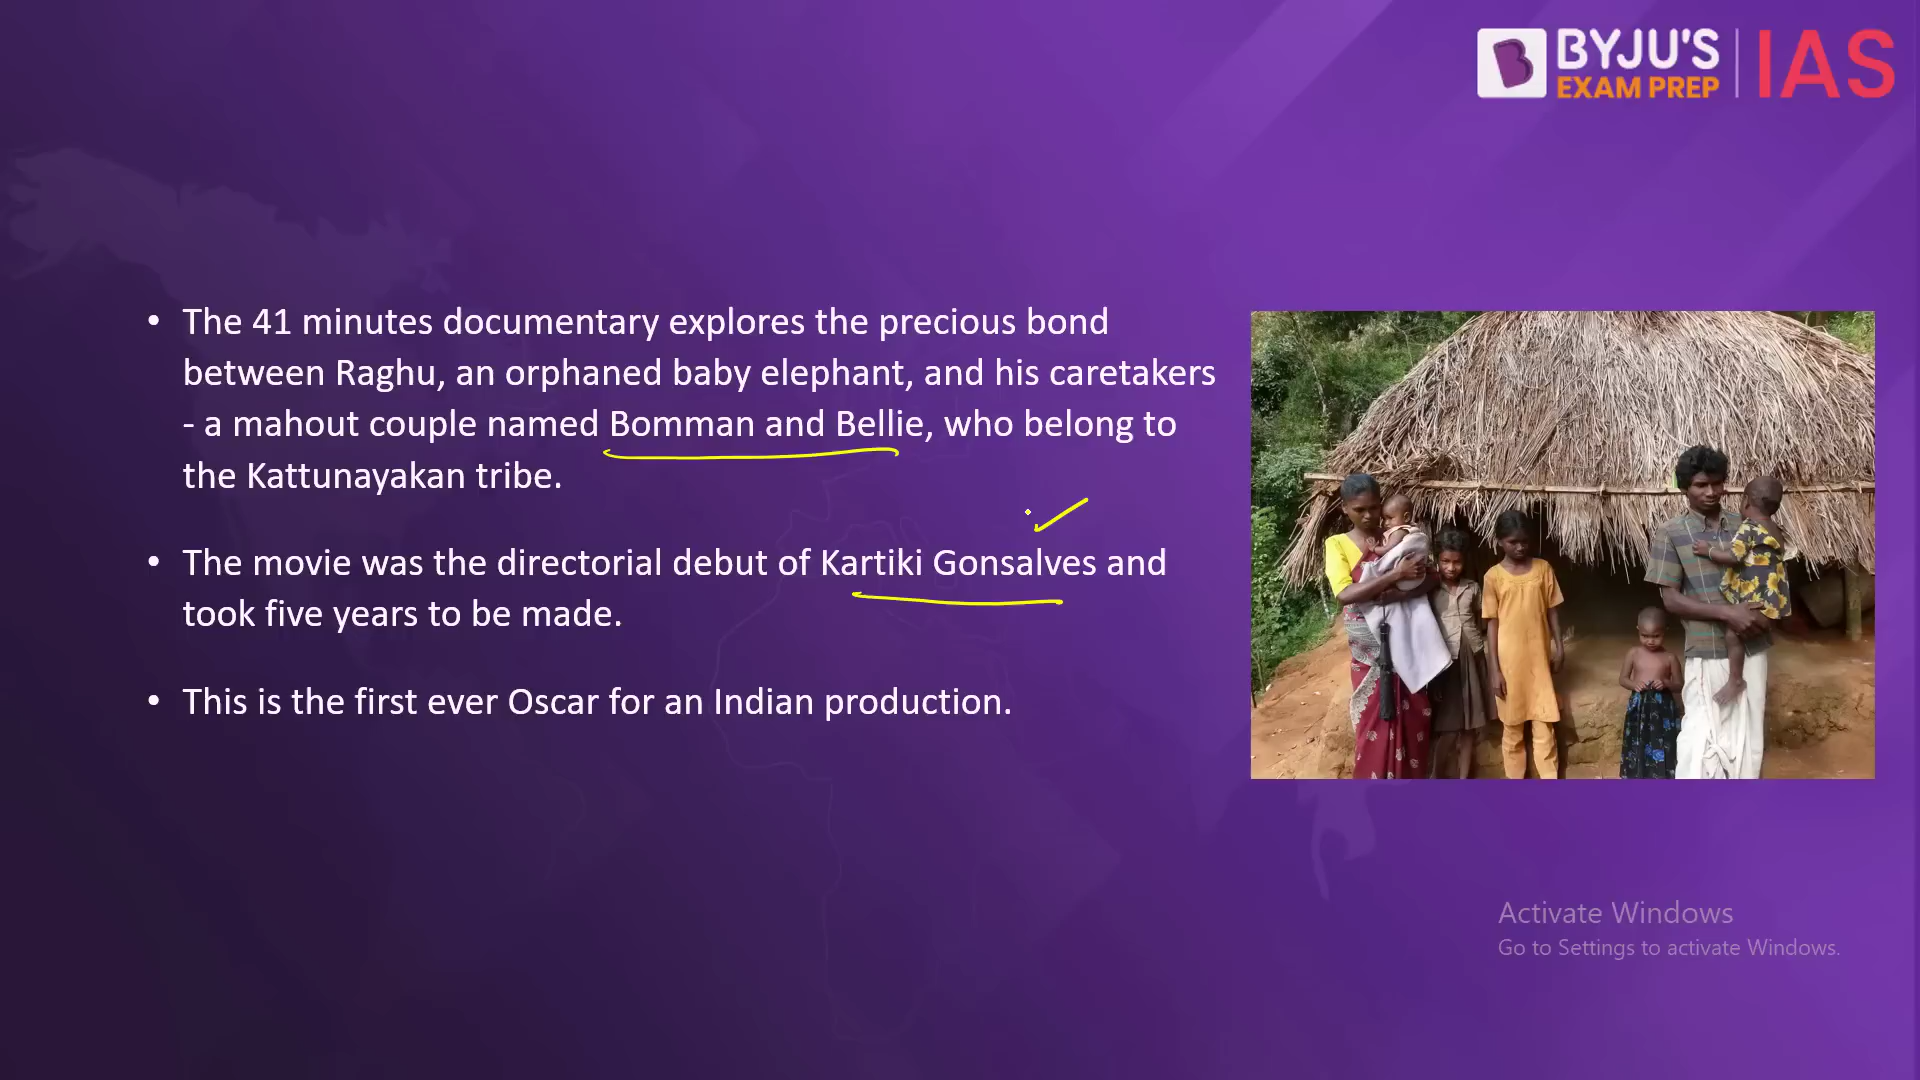 BYJU'S
EXAM PREP
IAS
• The 41 minutes documentary explores the precious bond
between Raghu, an orphaned baby elephant, and his caretakers
- a mahout couple named Bomman and Bellie, who belong to
the Kattunayakan tribe.
• The movie was the directorial debut of Kartiki Gonsalves and
took five years to be made.
• This is the first ever Oscar for an Indian production.
Activate Windows
Go to Settings to activate Windows.